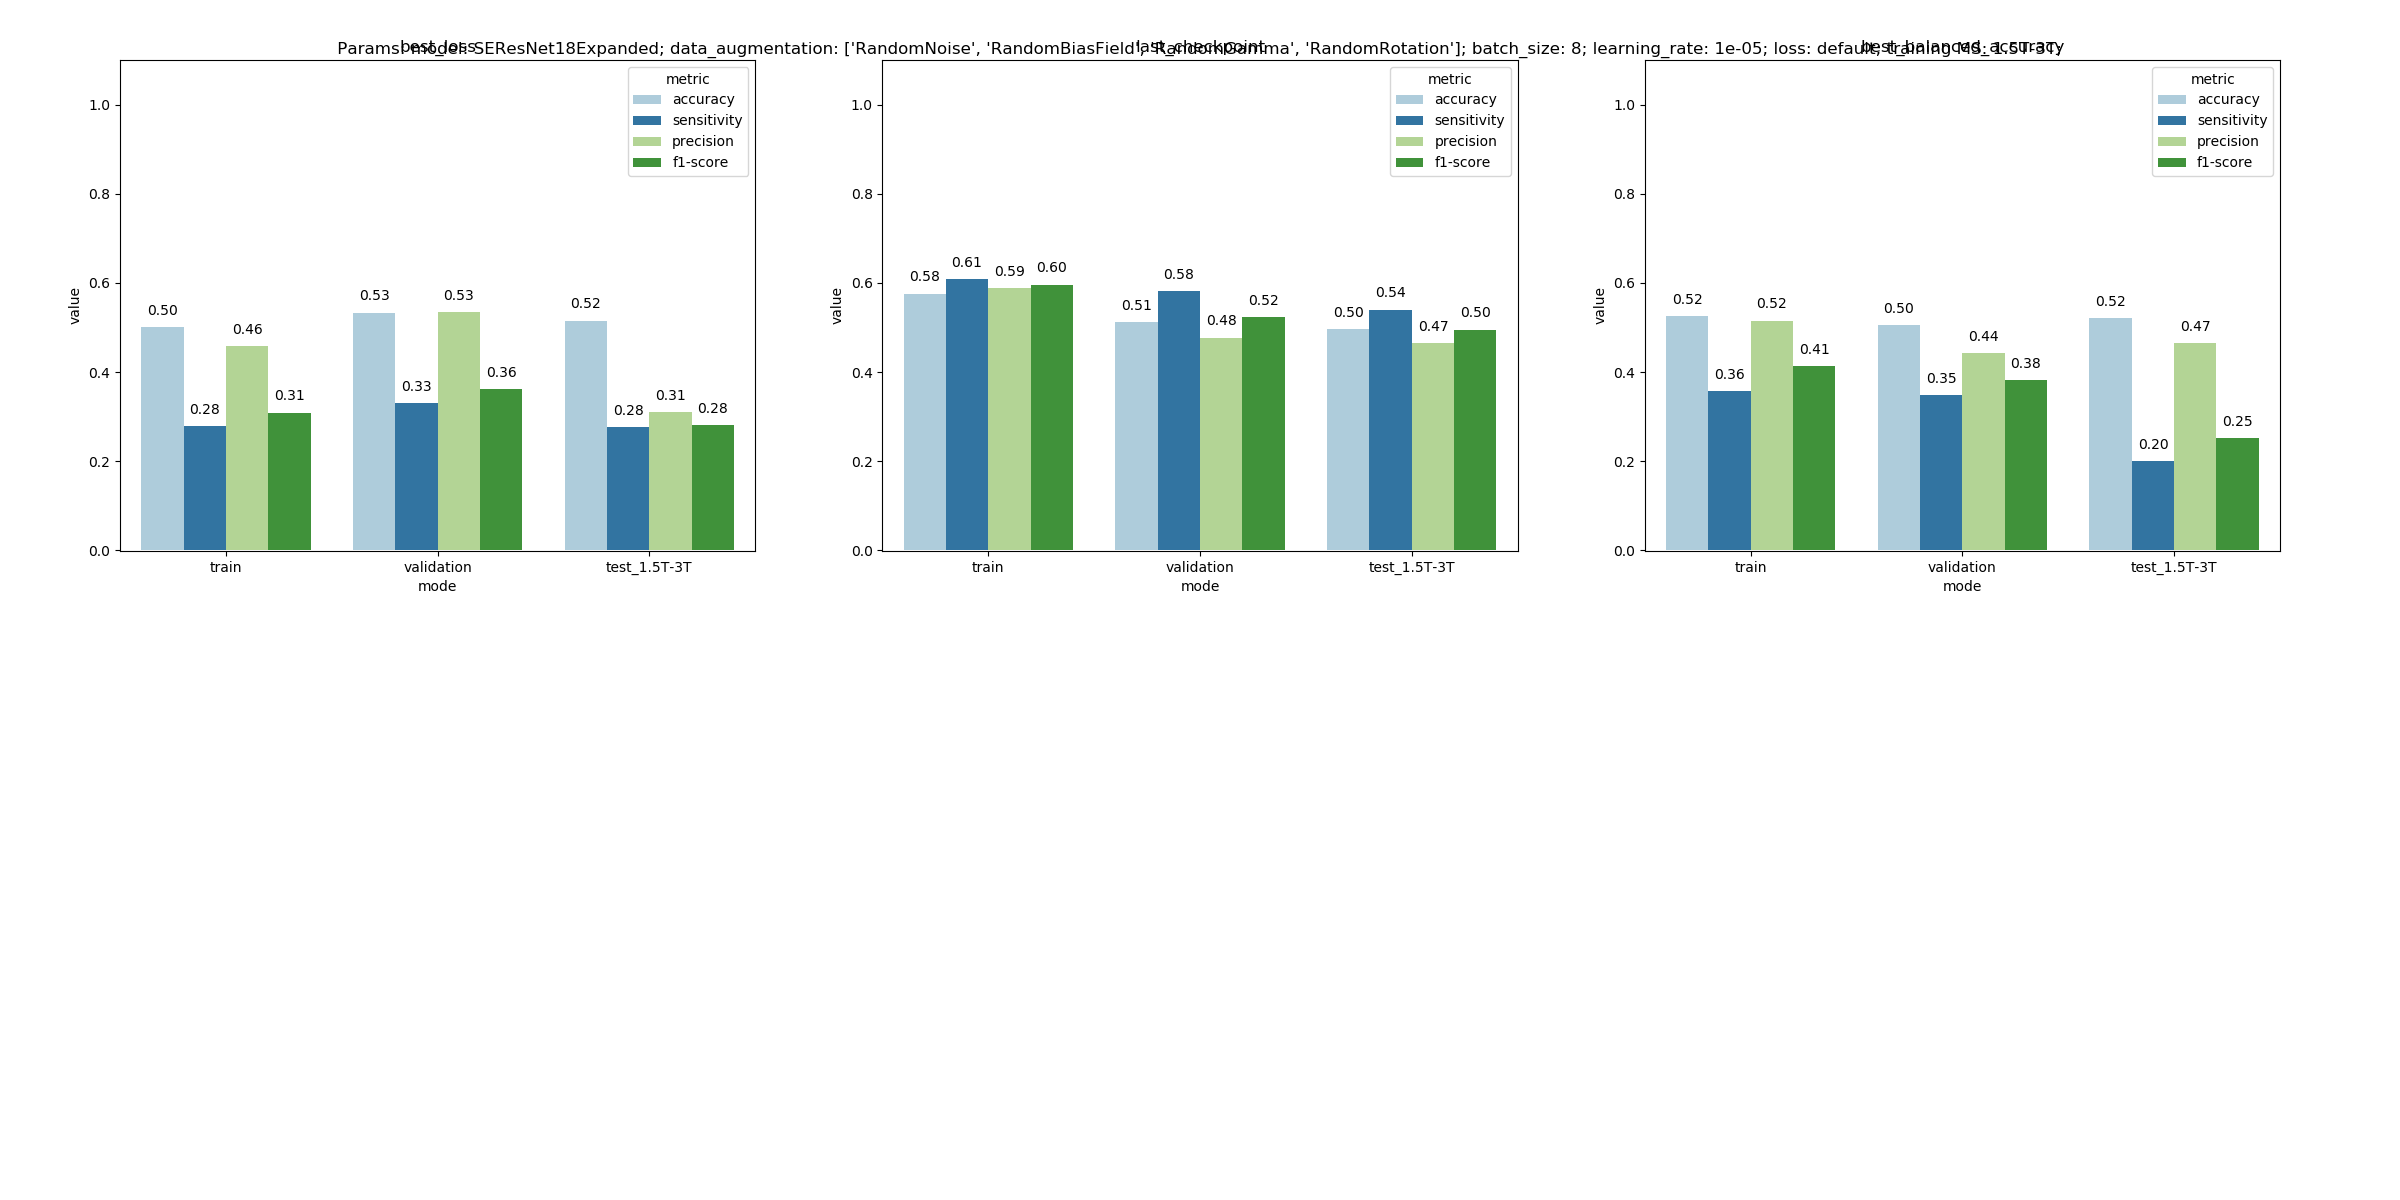 best_loss
last_checkpoint
best_balanced_accuracy
Params: model: SEResNet18Expanded; data_augmentation: ['RandomNoise', 'RandomBiasField', 'RandomGamma', 'RandomRotation']; batch_size: 8; learning_rate: 1e-05; loss: default; training MS: 1.5T-3T;
metric
accuracy
sensitivity
precision
f1-score
1.0
0.8
0.6
0.4
0.2
0.0
value
0.50
0.28
0.46
0.31
0.53
0.33
0.53
0.36
0.52
0.28
0.31
0.28
train validation test_1.5T-3T
mode
metric
accuracy
sensitivity
precision
f1-score
1.0
0.8
0.6
0.4
0.2
0.0
value
0.58
0.61
0.59
0.60
0.51
0.58
0.48
0.52
0.50
0.54
0.47
0.50
train validation test_1.5T-3T
mode
metric
accuracy
sensitivity
precision
f1-score
1.0
0.8
0.6
0.4
0.2
0.0
value
0.52
0.36
0.52
0.41
0.50
0.35
0.44
0.38
0.52
0.20
0.47
0.25
train validation test_1.5T-3T
mode